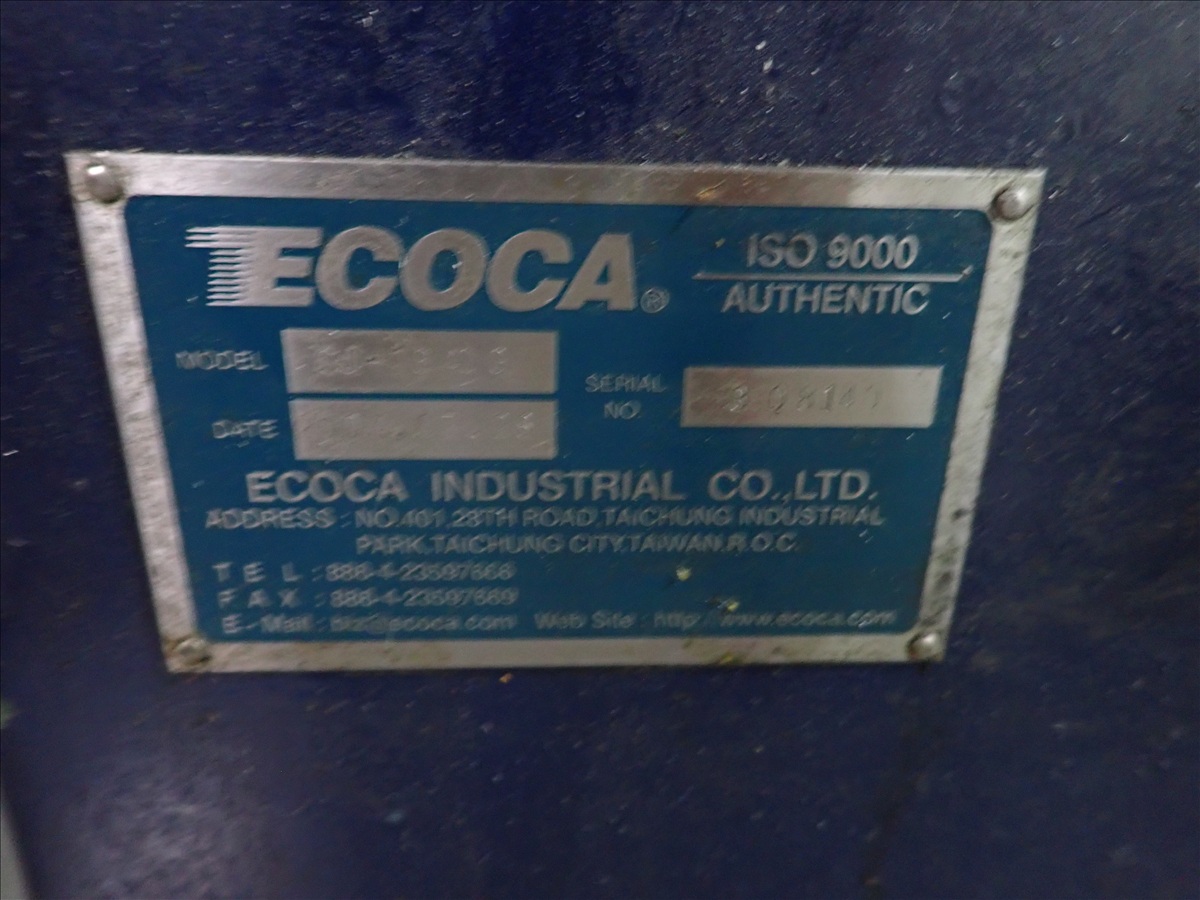 ECOCA®
ISO 9000
AUTHENTIC
MODEL
DATE
SERIAL
NO.
ECOCA INDUSTRIAL CO.,LTD.
ADDRESS : NO.401.28TH ROAD.TAICHUNG INDUSTRIAL
PARK.TAICHUNG CITY.TAIWAN.R.O.C.
T E L : 886-4-23597668
F A X : 886-4-23597669
E-Mail : biz@ecoca.com Web Site : http://www.ecoca.com